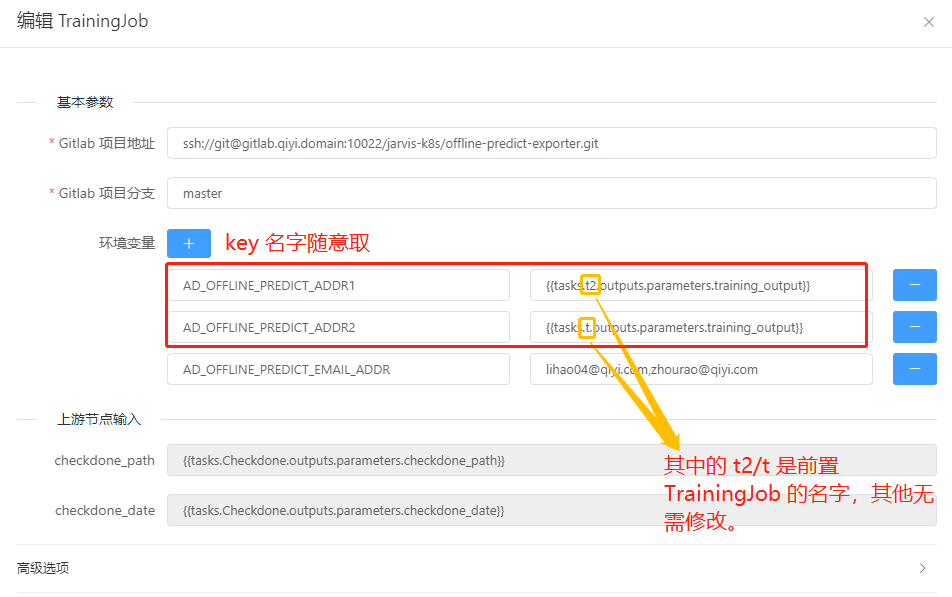 编辑 TrainingJob
基本参数
* Gitlab 项目地址 ssh://git@gitlab.qiyi.domain:10022/jarvis-k8s/offline-predict-exporter.git
* Gitlab 项目分支 master
环境变量 + key 名字随意取
AD_OFFLINE_PREDICT_ADDR1 {{tasks.t2.outputs.parameters.training_output}}
AD_OFFLINE_PREDICT_ADDR2 {{tasks.t.outputs.parameters.training_output}}
AD_OFFLINE_PREDICT_EMAIL_ADDR lihao04@qiyi.com,zhourao@qiyi.com
上游节点输入
checkdone_path {{tasks.Checkdone.outputs.parameters.checkdone_path}}
checkdone_date {{tasks.Checkdone.outputs.parameters.checkdone_date}}
其中的 t2/t 是前置
TrainingJob 的名字，其他无
需修改。
高级选项